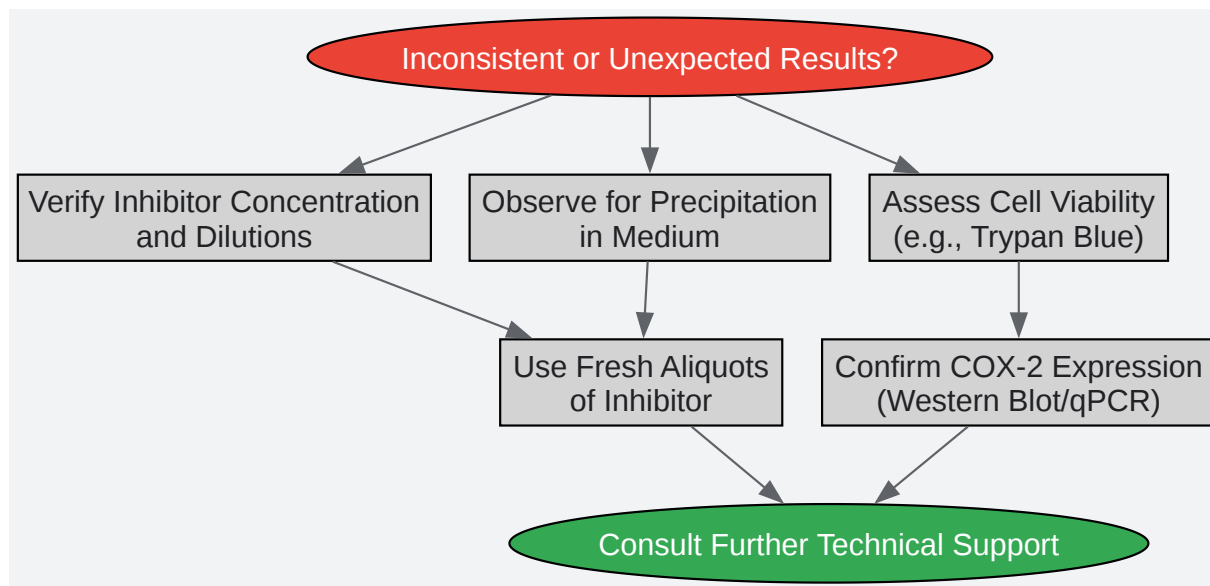 Inconsistent or Unexpected Results?
Verify Inhibitor Concentration
and Dilutions
Observe for Precipitation
in Medium
Assess Cell Viability
(e.g., Trypan Blue)
Use Fresh Aliquots
of Inhibitor
Confirm COX-2 Expression
(Western Blot/qPCR)
Consult Further Technical Support